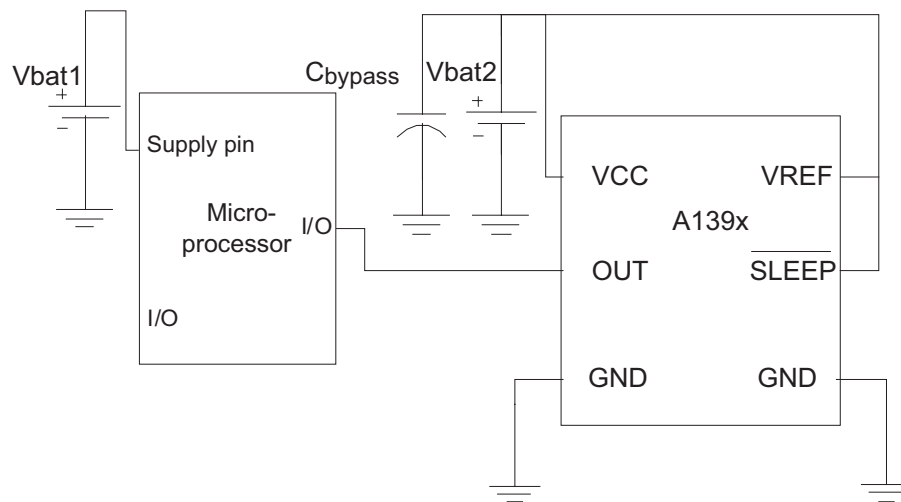 Vbat1
+
-
Supply pin
Micro-
processor
I/O
I/O
Cbypass
Vbat2
+
-
VCC
VREF
A139x
OUT
SLEEP
GND
GND